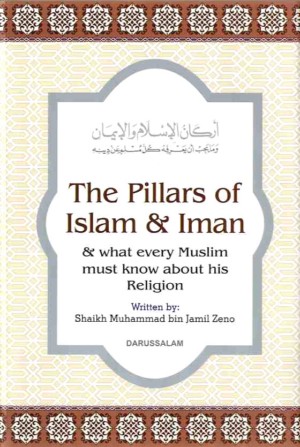 أركان الإسلام والإيمان
وما يجب أن يعرفه كل مسلم عن دينه
The Pillars of
Islam & Iman
& what every Muslim
must know about his
Religion
Written by:
Shaikh Muhammad bin Jamil Zeno
DARUSSALAM